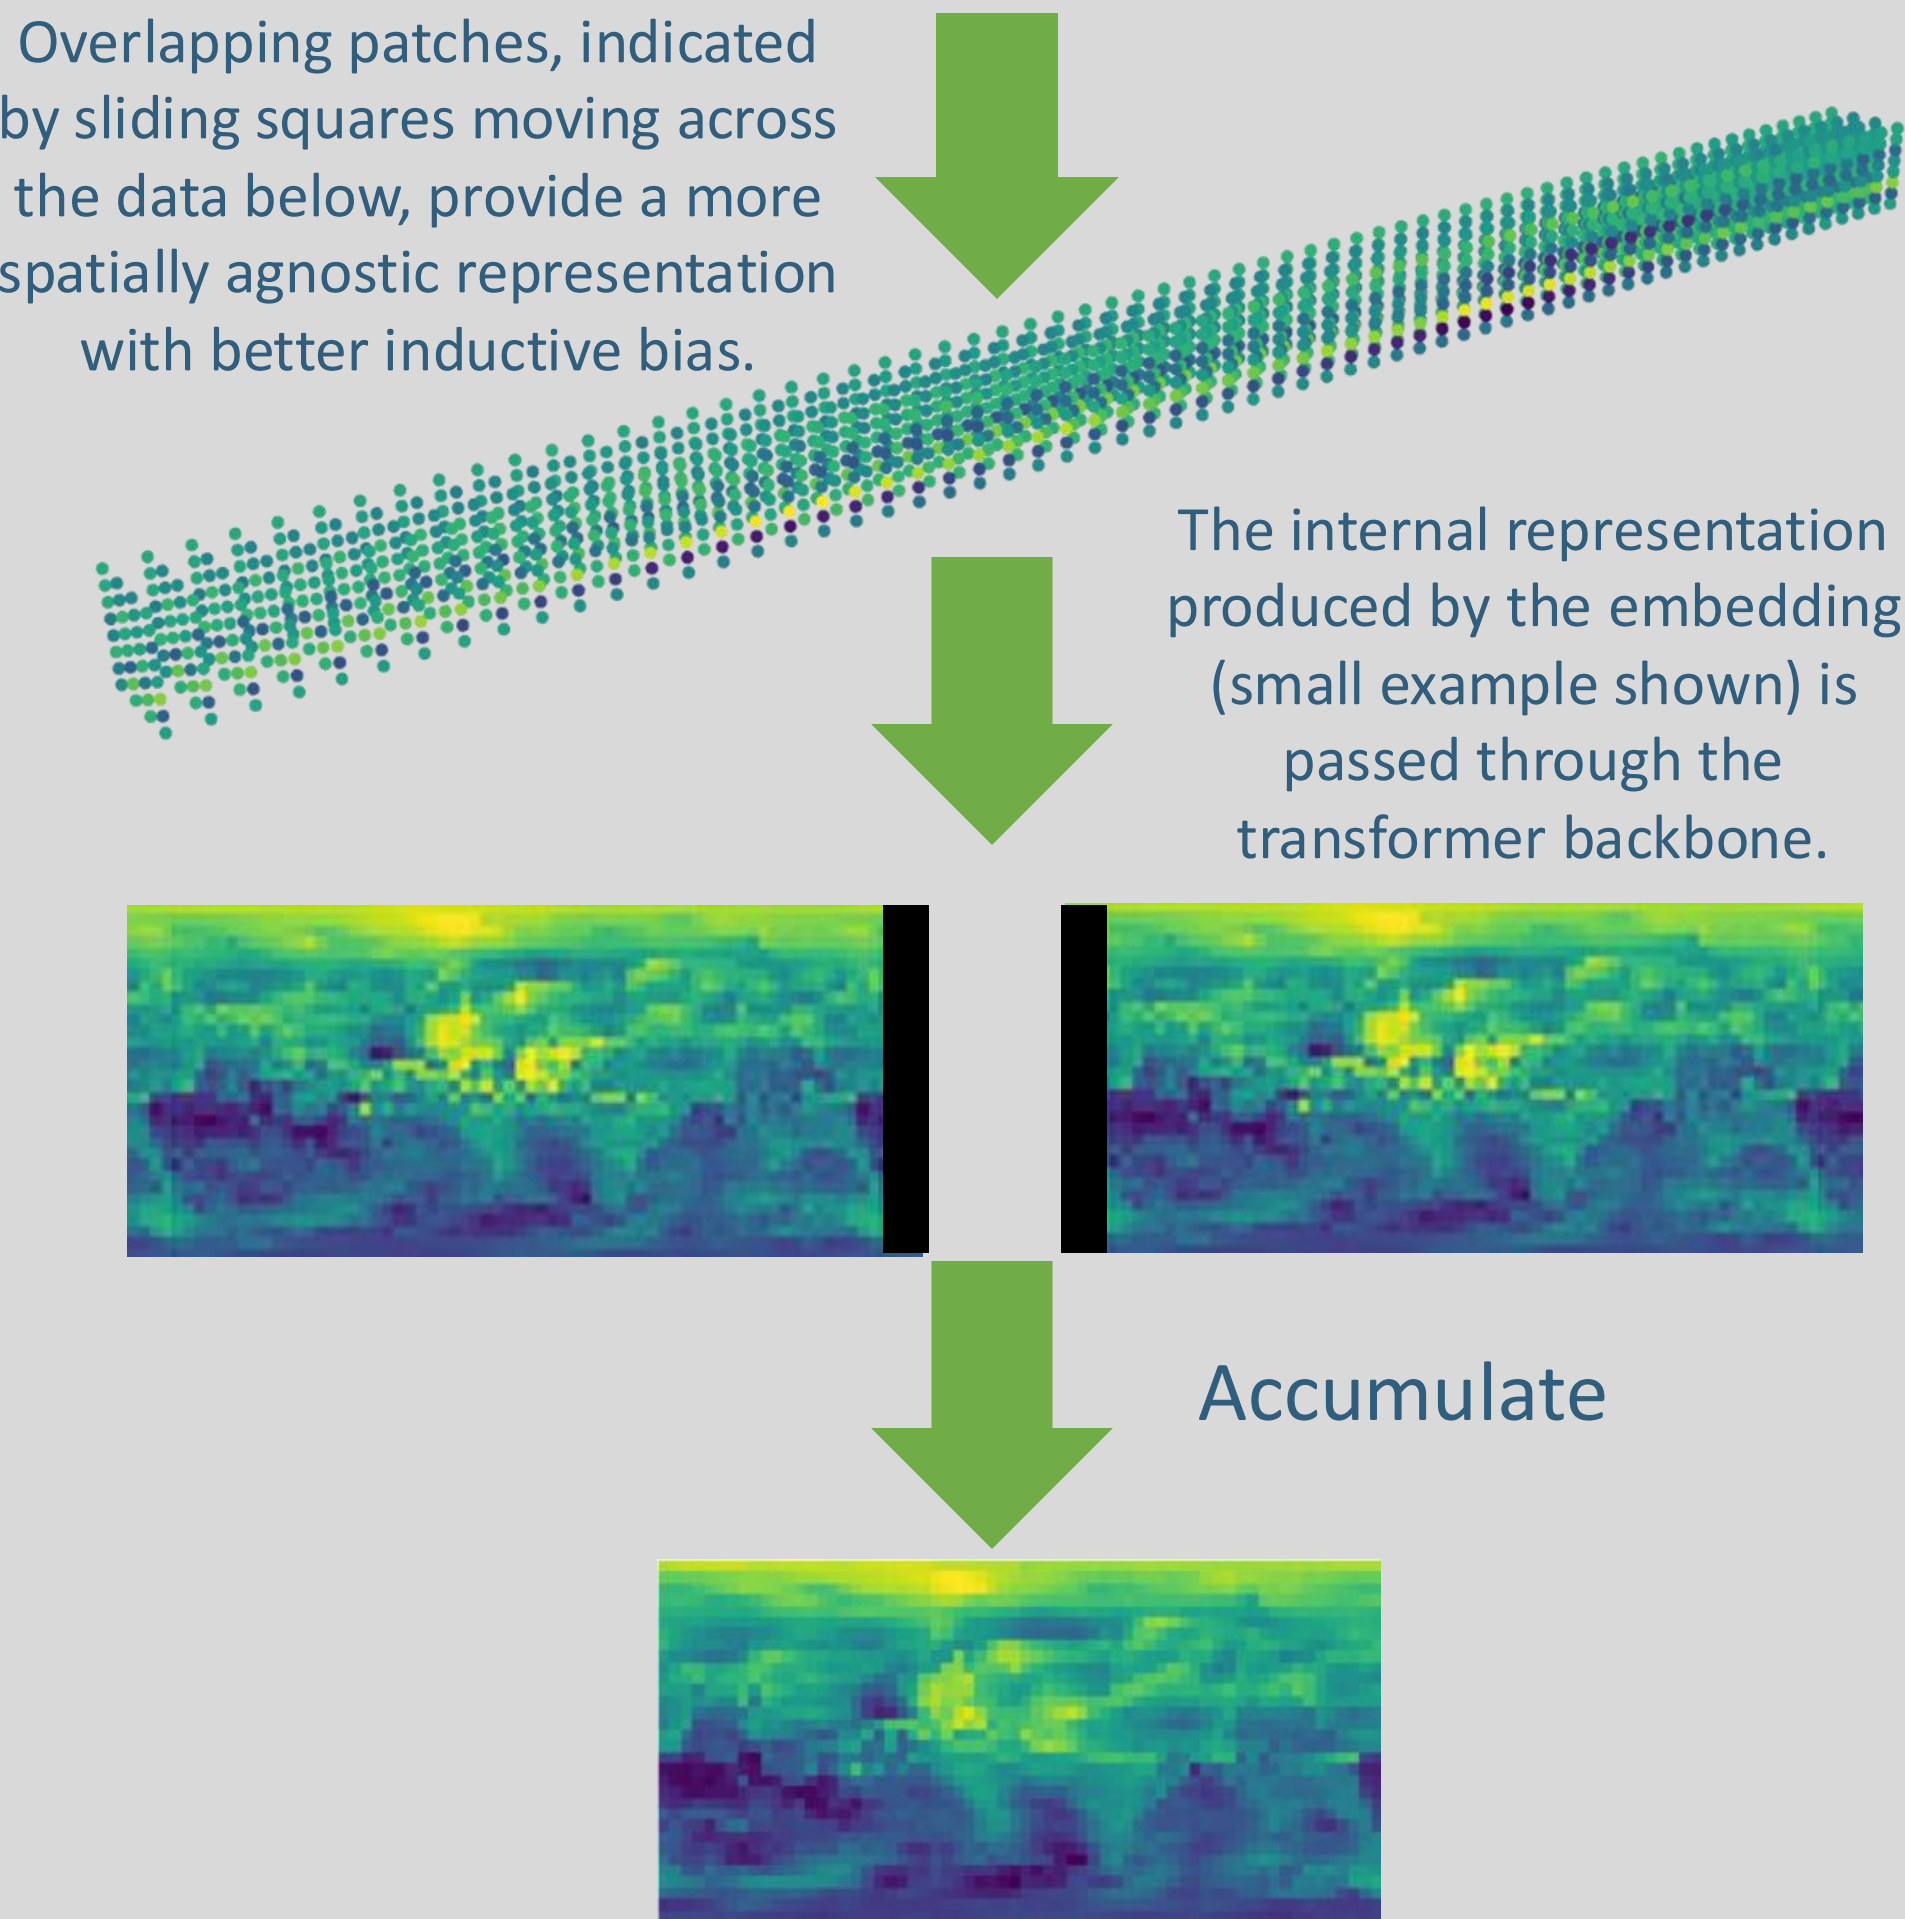 Overlapping patches, indicated
by sliding squares moving across
the data below, provide a more
spatially agnostic representation
with better inductive bias.
The internal representation
produced by the embedding
(small example shown) is
passed through the
transformer backbone.
Accumulate